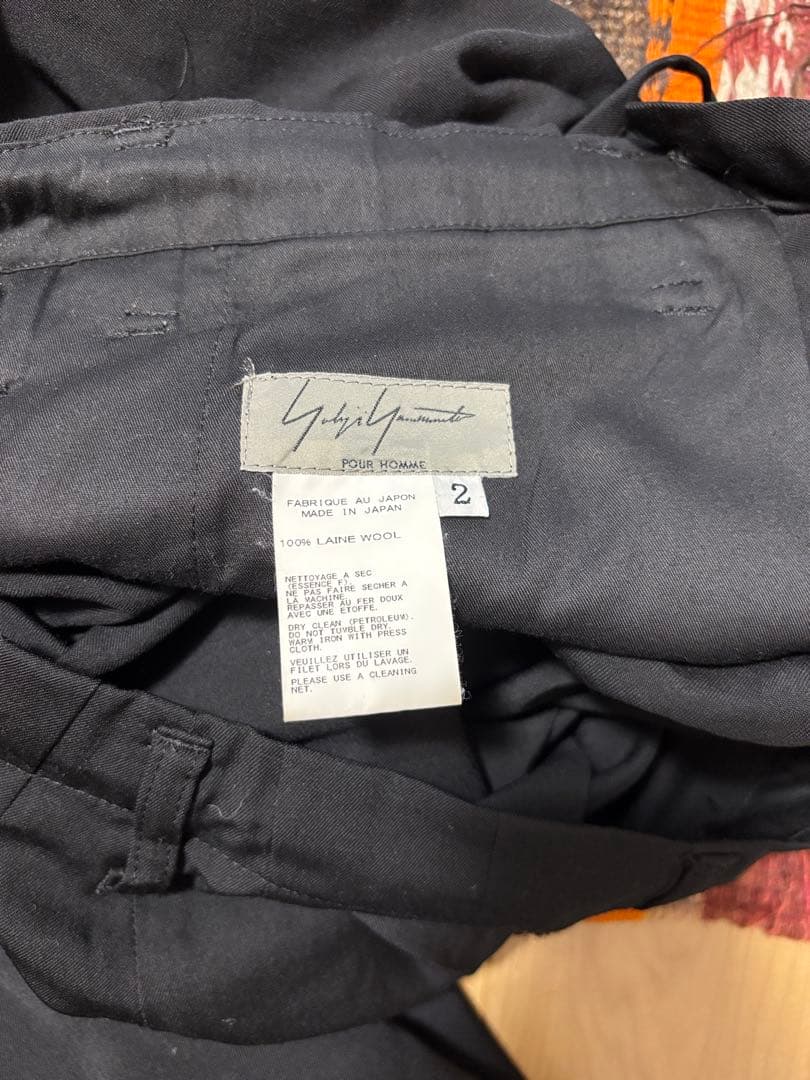 Yohji Yamamoto
POUR HOMME
2
FABRIQUE AU JAPON
MADE IN JAPAN
100% LAINE WOOL
NETTOYAGE A SEC
(ESSENCE F).
NE PAS FAIRE SECHER A
LA MACHINE.
REPASSER AU FER DOUX
AVEC UNE ETOFFE.
DRY CLEAN (PETROLEUM).
DO NOT TUMBLE DRY.
WARM IRON WITH PRESS
CLOTH.
VEUILLEZ UTILISER UN
FILET LORS DU LAVAGE.
PLEASE USE A CLEANING
NET.